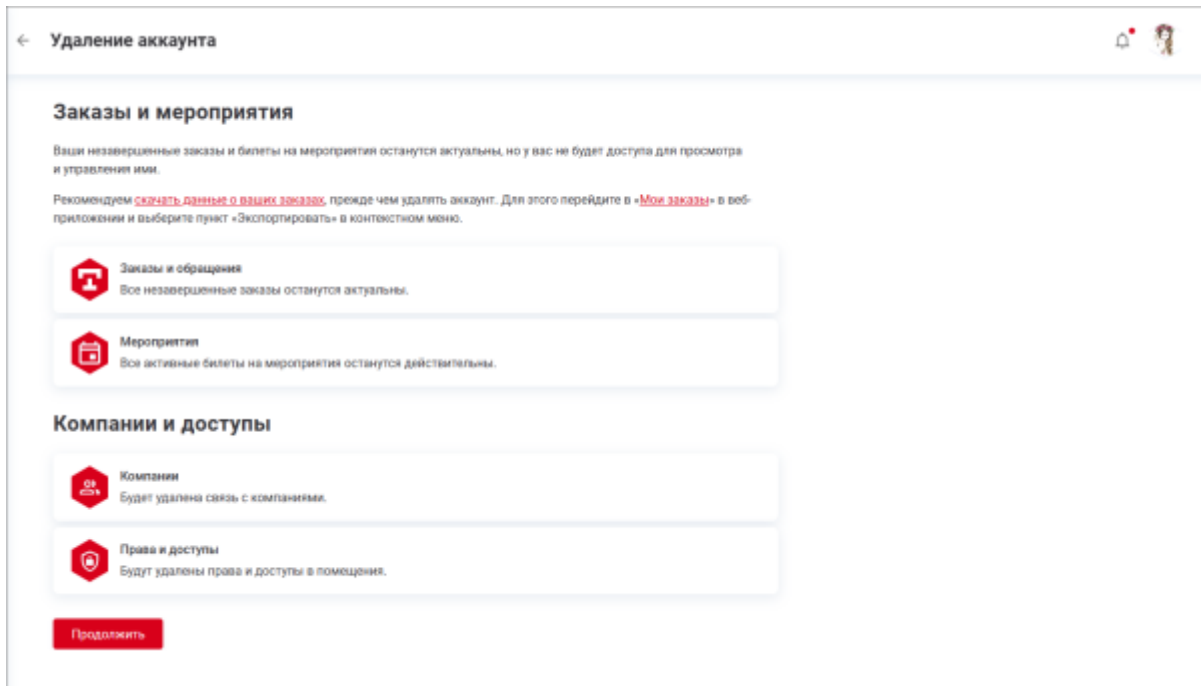 Удаление аккаунта
Заказы и мероприятия
Ваши незавершенные заказы и билеты на мероприятия останутся актуальны, но у вас не будет доступа для просмотра
и управления ими.
Рекомендуем скачать данные о ваших заказах, прежде чем удалять аккаунт. Для этого перейдите в «Мои заказы» в веб-
приложении и выберите пункт «Экспортировать» в контекстном меню.
Заказы и обращения
Все незавершенные заказы останутся актуальны.
Мероприятия
Все активные билеты на мероприятия останутся действительны.
Компании и доступы
Компании
Будет удалена связь с компаниями.
Права и доступы
Будут удалены права и доступы в помещения.
Продолжить